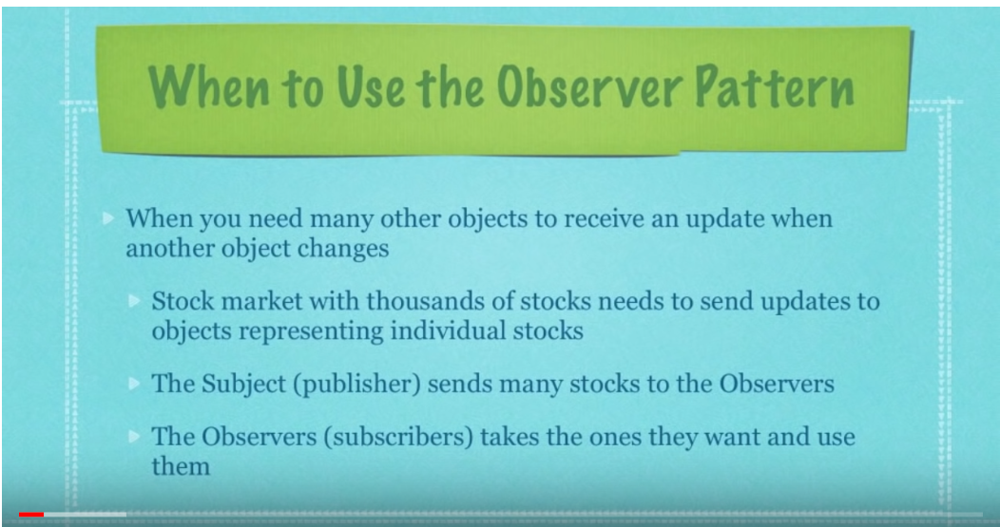 When to Use the Observer Pattern
When you need many other objects to receive an update when
another object changes
Stock market with thousands of stocks needs to send updates to
objects representing individual stocks
The Subject (publisher) sends many stocks to the Observers
The Observers (subscribers) takes the ones they want and use
them